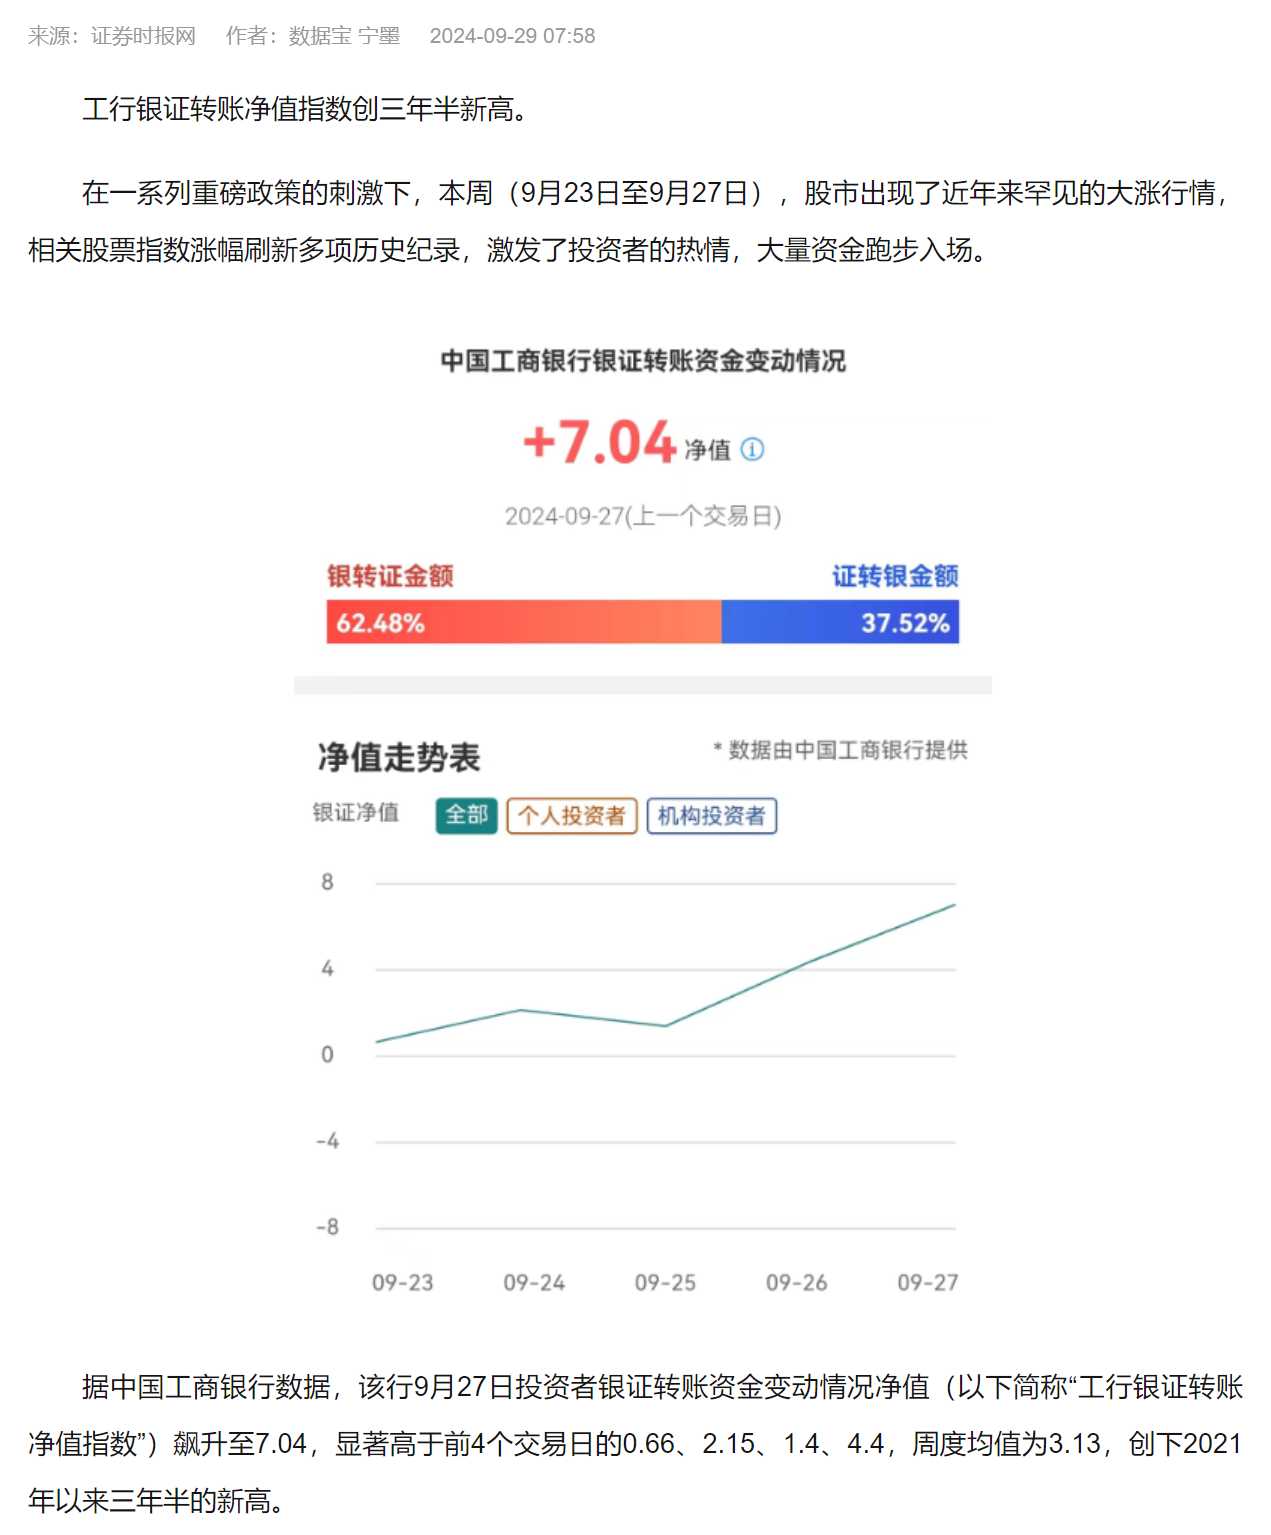 来源：证券时报网 作者：数据宝 宁墨 2024-09-29 07:58
工行银证转账净值指数创三年半新高。
在一系列重磅政策的刺激下，本周（9月23日至9月27日），股市出现了近年来罕见的大涨行情，
相关股票指数涨幅刷新多项历史纪录，激发了投资者的热情，大量资金跑步入场。
中国工商银行银证转账资金变动情况
+7.04 净值
2024-09-27(上一个交易日)
银转证金额 证转银金额
62.48% 37.52%
净值走势表 * 数据由中国工商银行提供
银证净值 全部 个人投资者 机构投资者
8
4
0
-4
-8
09-23 09-24 09-25 09-26 09-27
据中国工商银行数据，该行9月27日投资者银证转账资金变动情况净值（以下简称“工行银证转账
净值指数”）飙升至7.04，显著高于前4个交易日的0.66、2.15、1.4、4.4，周度均值为3.13，创下2021
年以来三年半的新高。